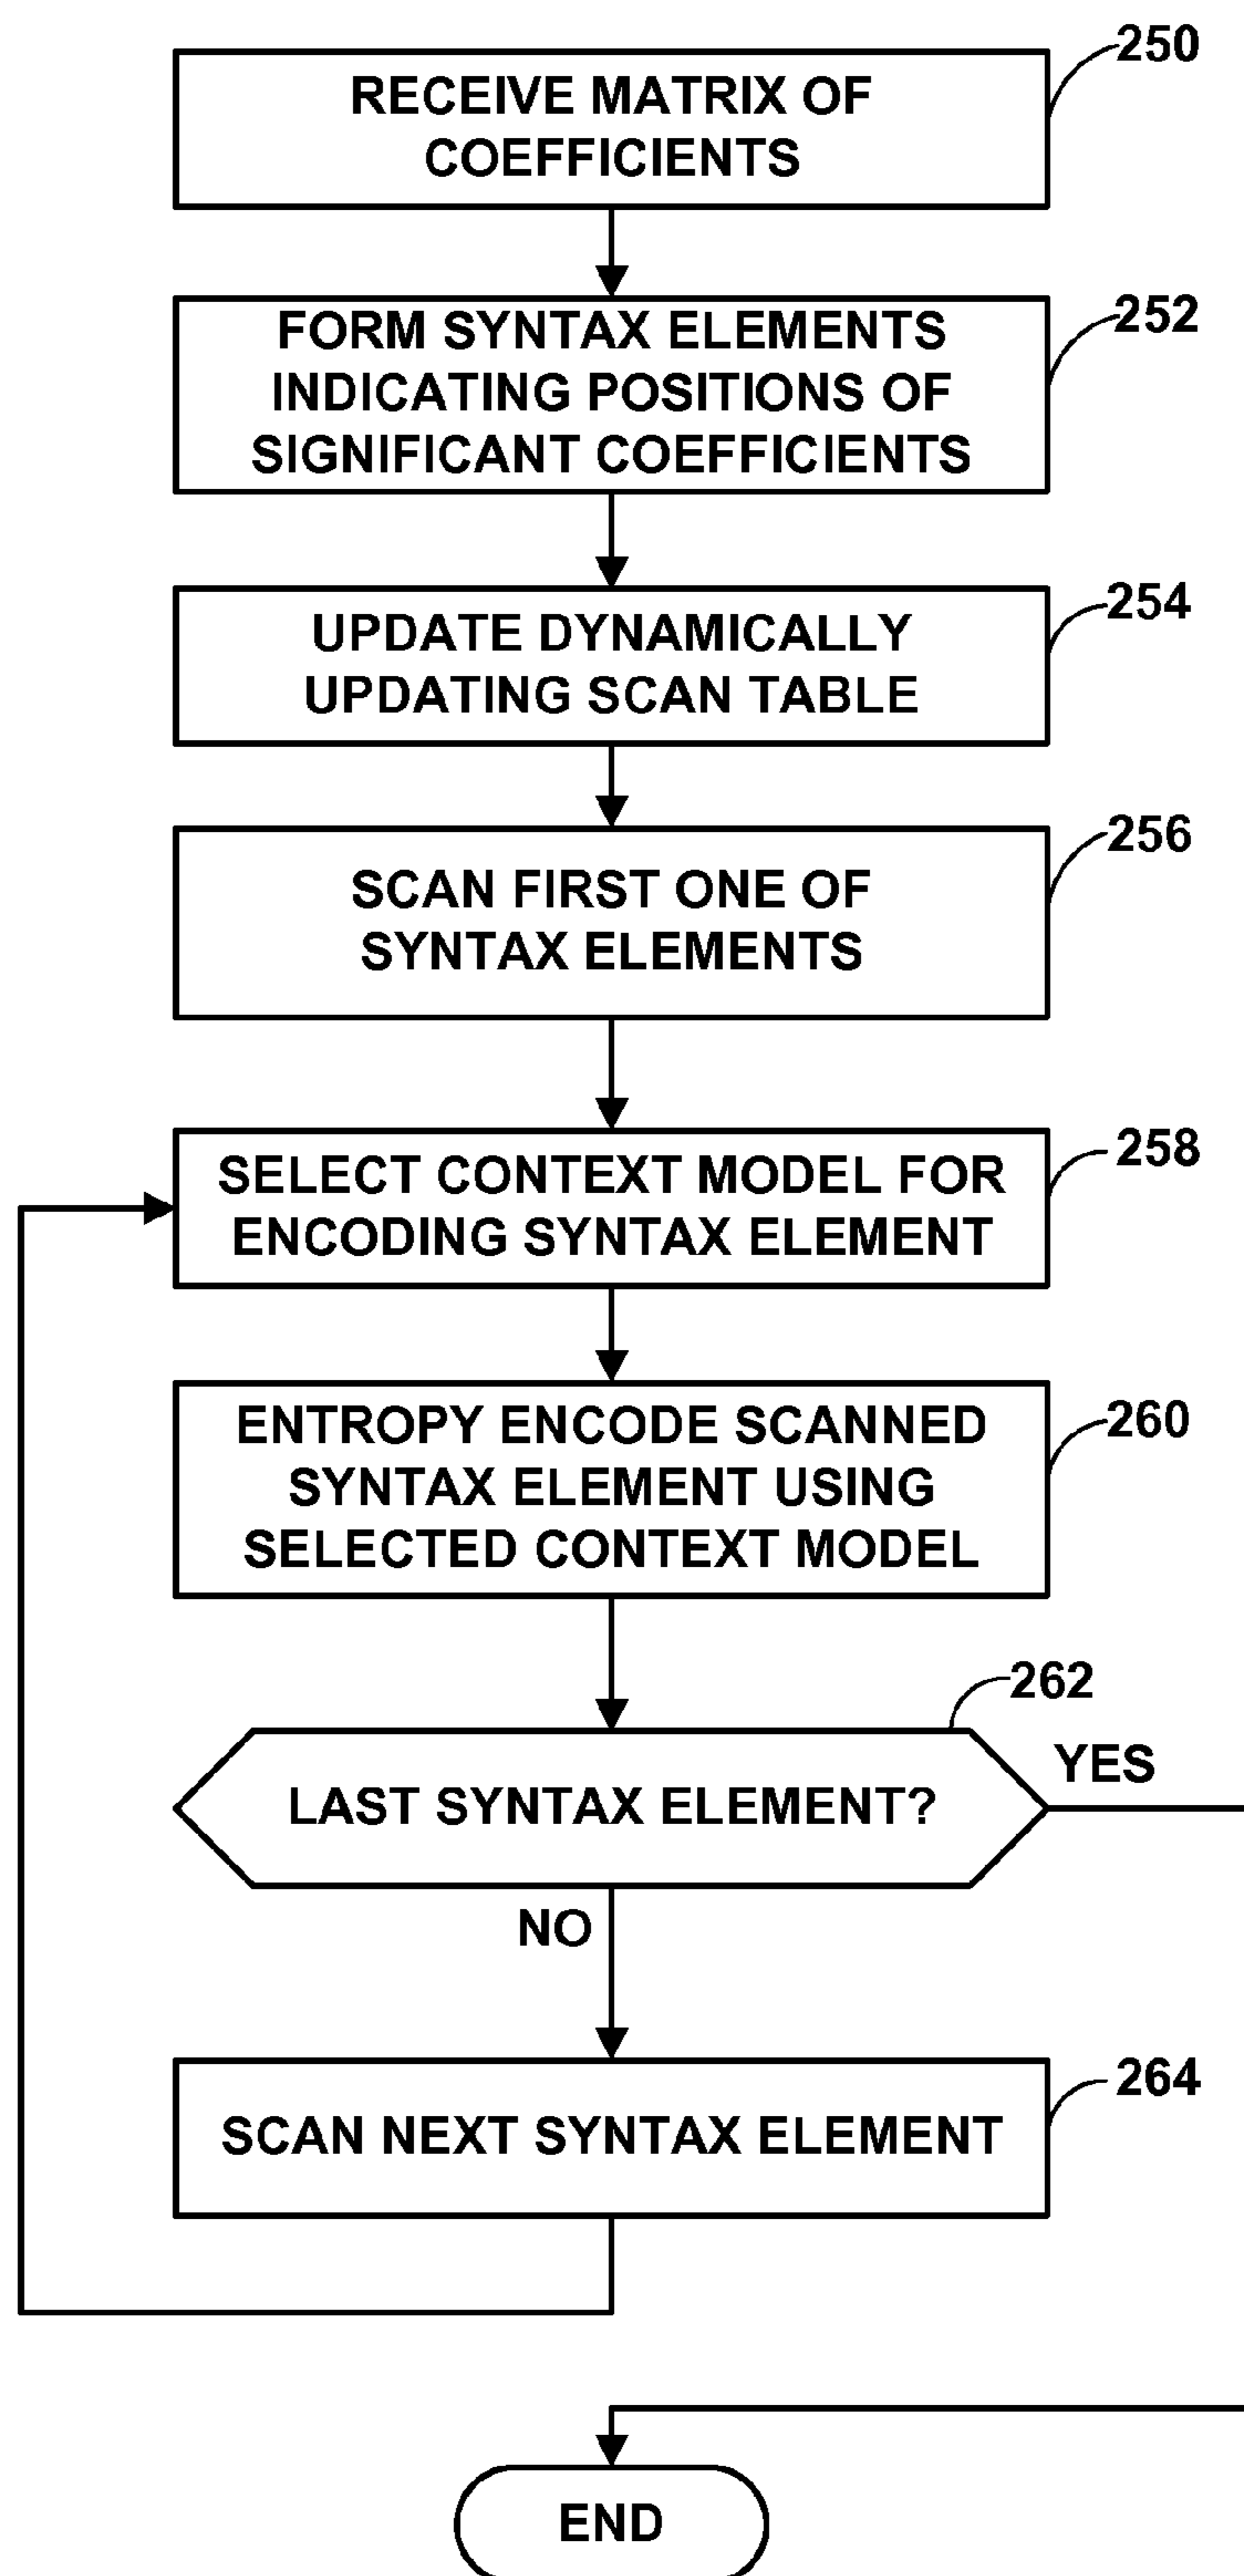 250
RECEIVE MATRIX OF
COEFFICIENTS
252
FORM SYNTAX ELEMENTS
INDICATING POSITIONS OF
SIGNIFICANT COEFFICIENTS
254
UPDATE DYNAMICALLY
UPDATING SCAN TABLE
256
SCAN FIRST ONE OF
SYNTAX ELEMENTS
258
SELECT CONTEXT MODEL FOR
ENCODING SYNTAX ELEMENT
260
ENTROPY ENCODE SCANNED
SYNTAX ELEMENT USING
SELECTED CONTEXT MODEL
262
YES
LAST SYNTAX ELEMENT?
NO
264
SCAN NEXT SYNTAX ELEMENT
END